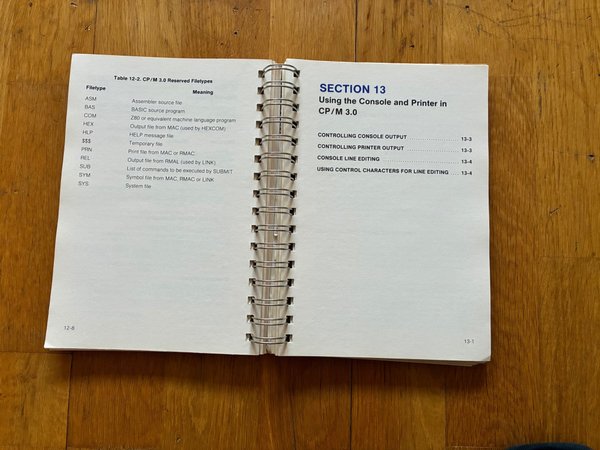 Table 12-2. CP/M 3.0 Reserved Filetypes
Filetype Meaning
ASM Assembler source file
BAS BASIC source program
COM Z80 or equivalent machine language program
HEX Output file from MAC (used by HEXCOM)
HLP HELP message file
$$$ Temporary file
PRN Print file from MAC or RMAC
REL Output file from RMAL (used by LINK)
SUB List of commands to be executed by SUBMIT
SYM Symbol file from MAC, RMAC or LINK
SYS System file
12-8
SECTION 13
Using the Console and Printer in
CP/M 3.0
CONTROLLING CONSOLE OUTPUT 13-3
CONTROLLING PRINTER OUTPUT 13-3
CONSOLE LINE EDITING 13-4
USING CONTROL CHARACTERS FOR LINE EDITING .... 13-4
13-1